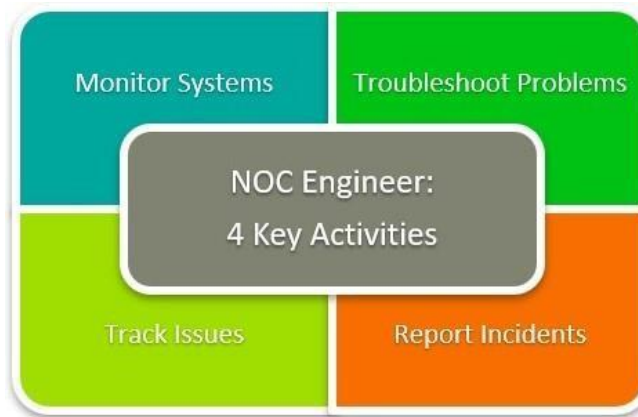 Monitor Systems
Troubleshoot Problems
NOC Engineer:
4 Key Activities
Track Issues
Report Incidents